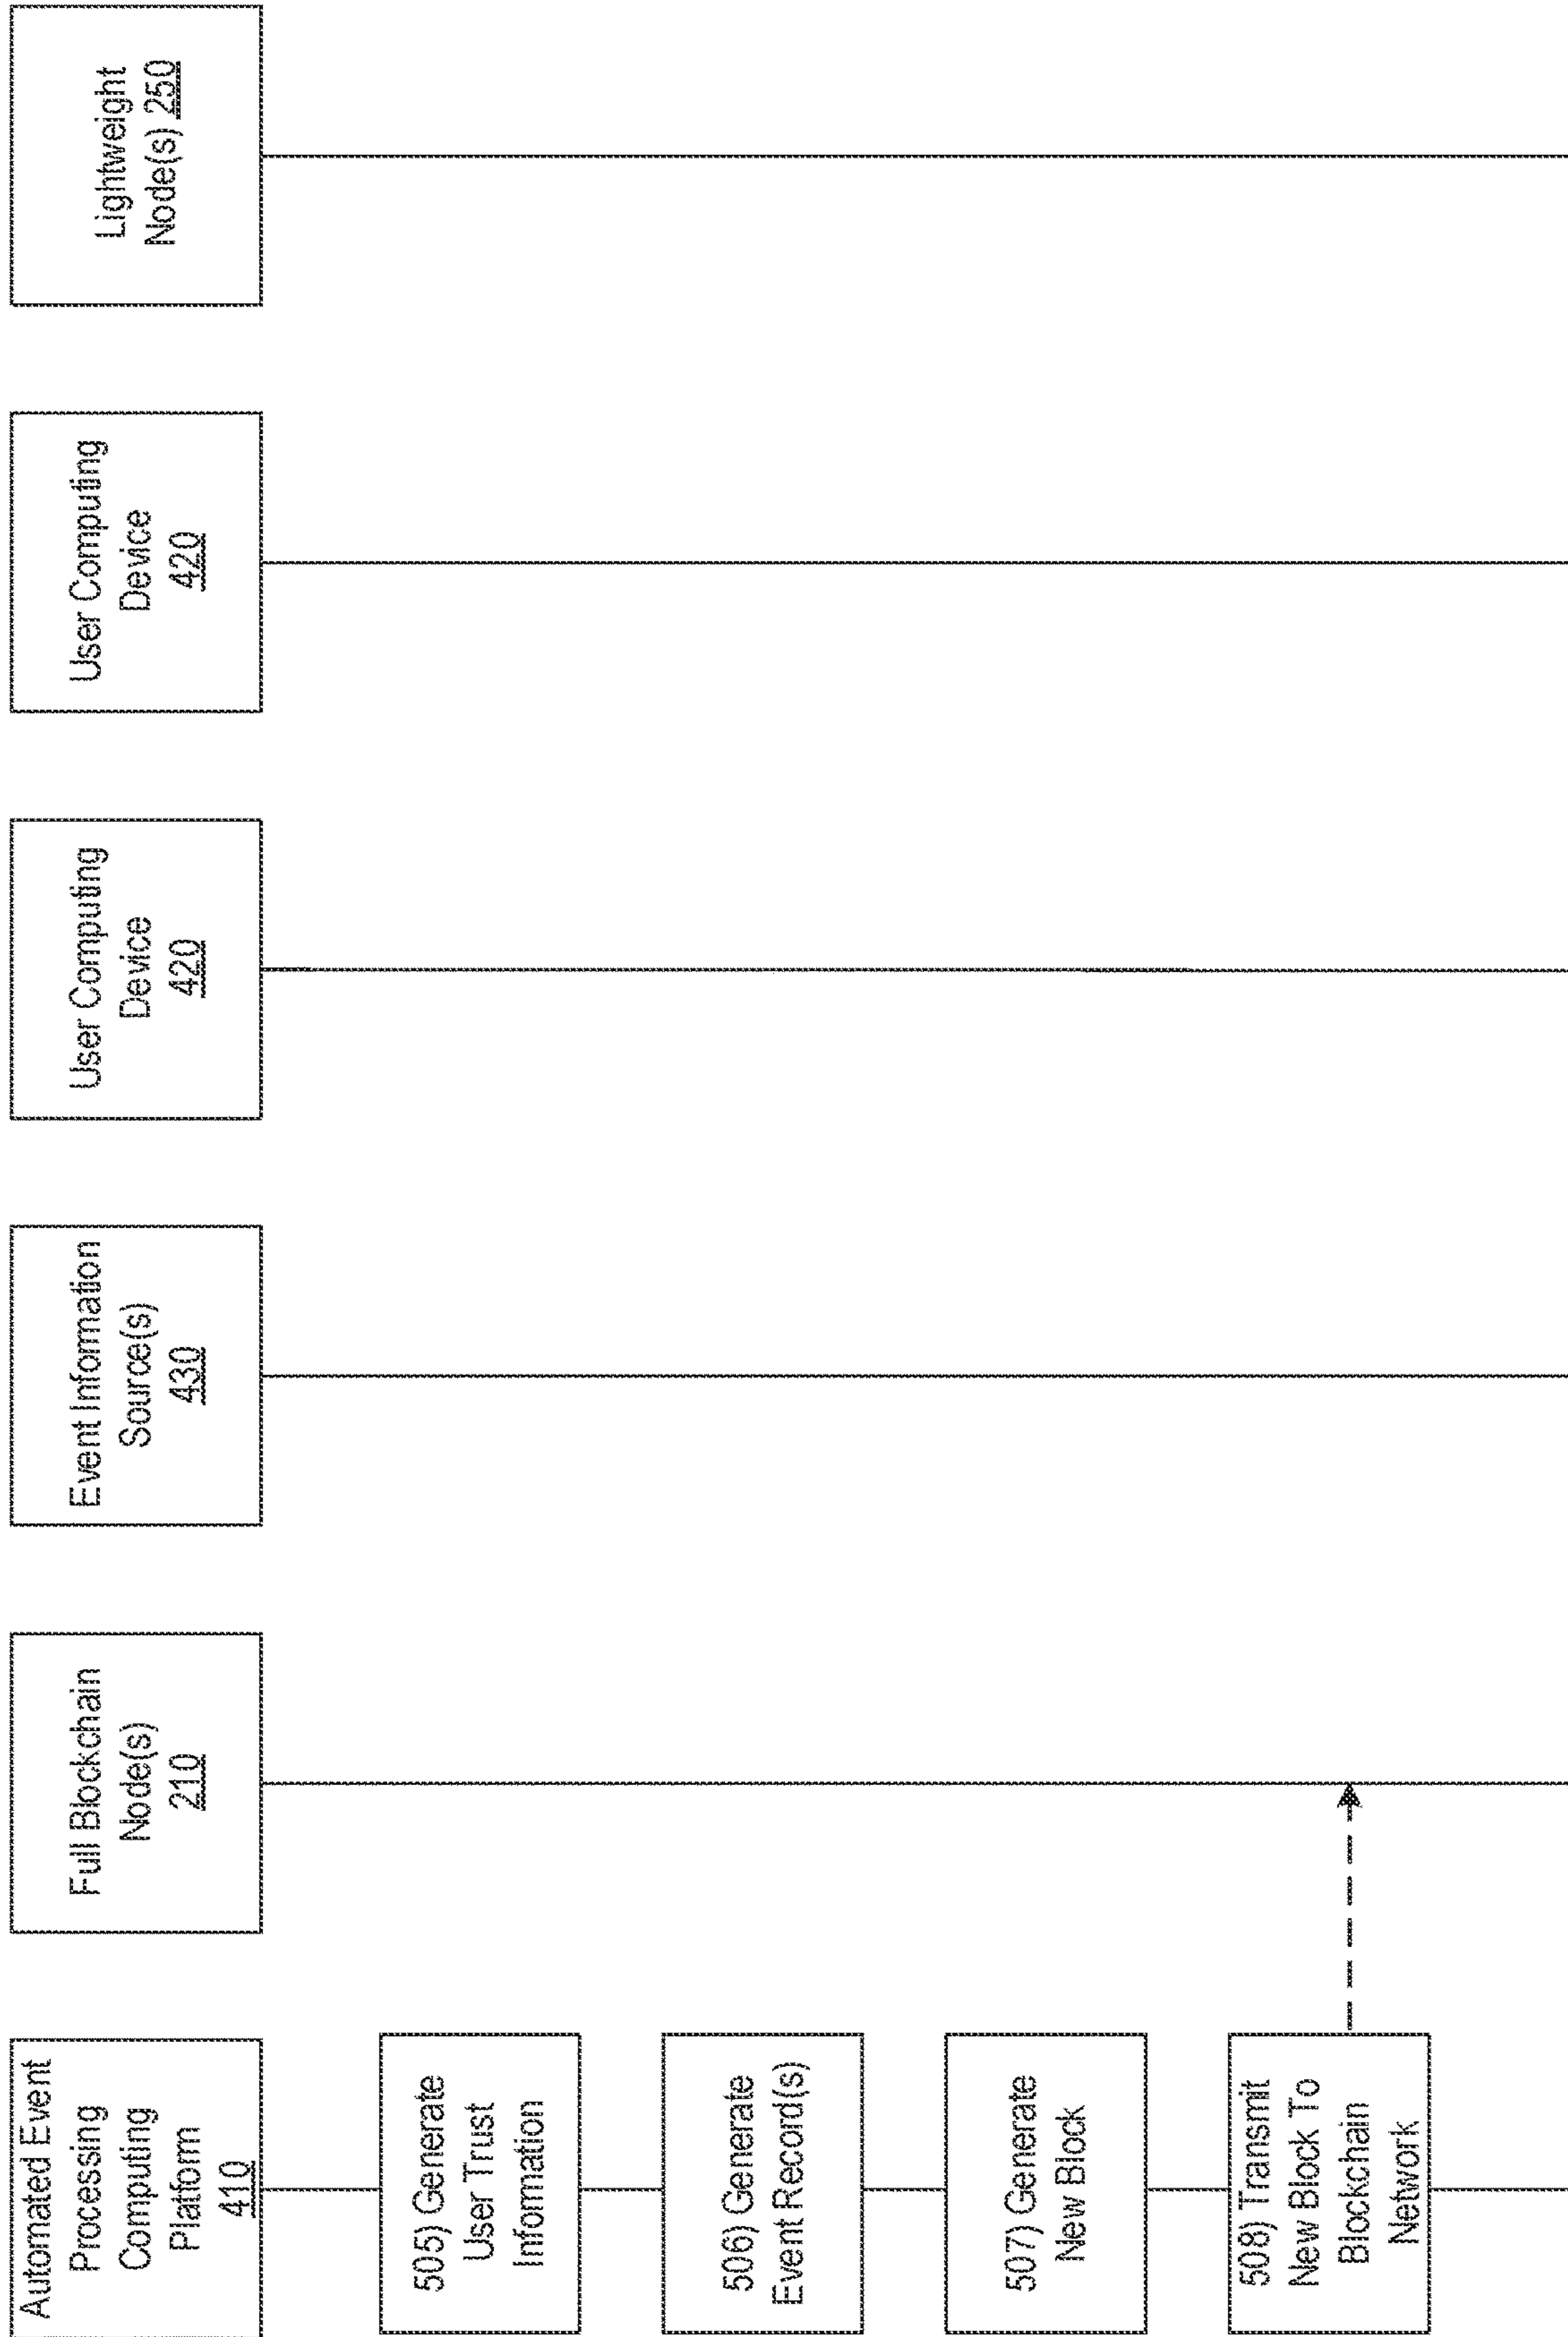 Automated Event
Processing
Computing
Platform
410
Full Blockchain
Node(s)
210
Event Information
Source(s)
430
User Computing
Device
420
User Computing
Device
420
Lightweight
Node(s) 250
505) Generate
User Trust
Information
506) Generate
Event Record(s)
507) Generate
New Block
508) Transmit
New Block To
Blockchain
Network